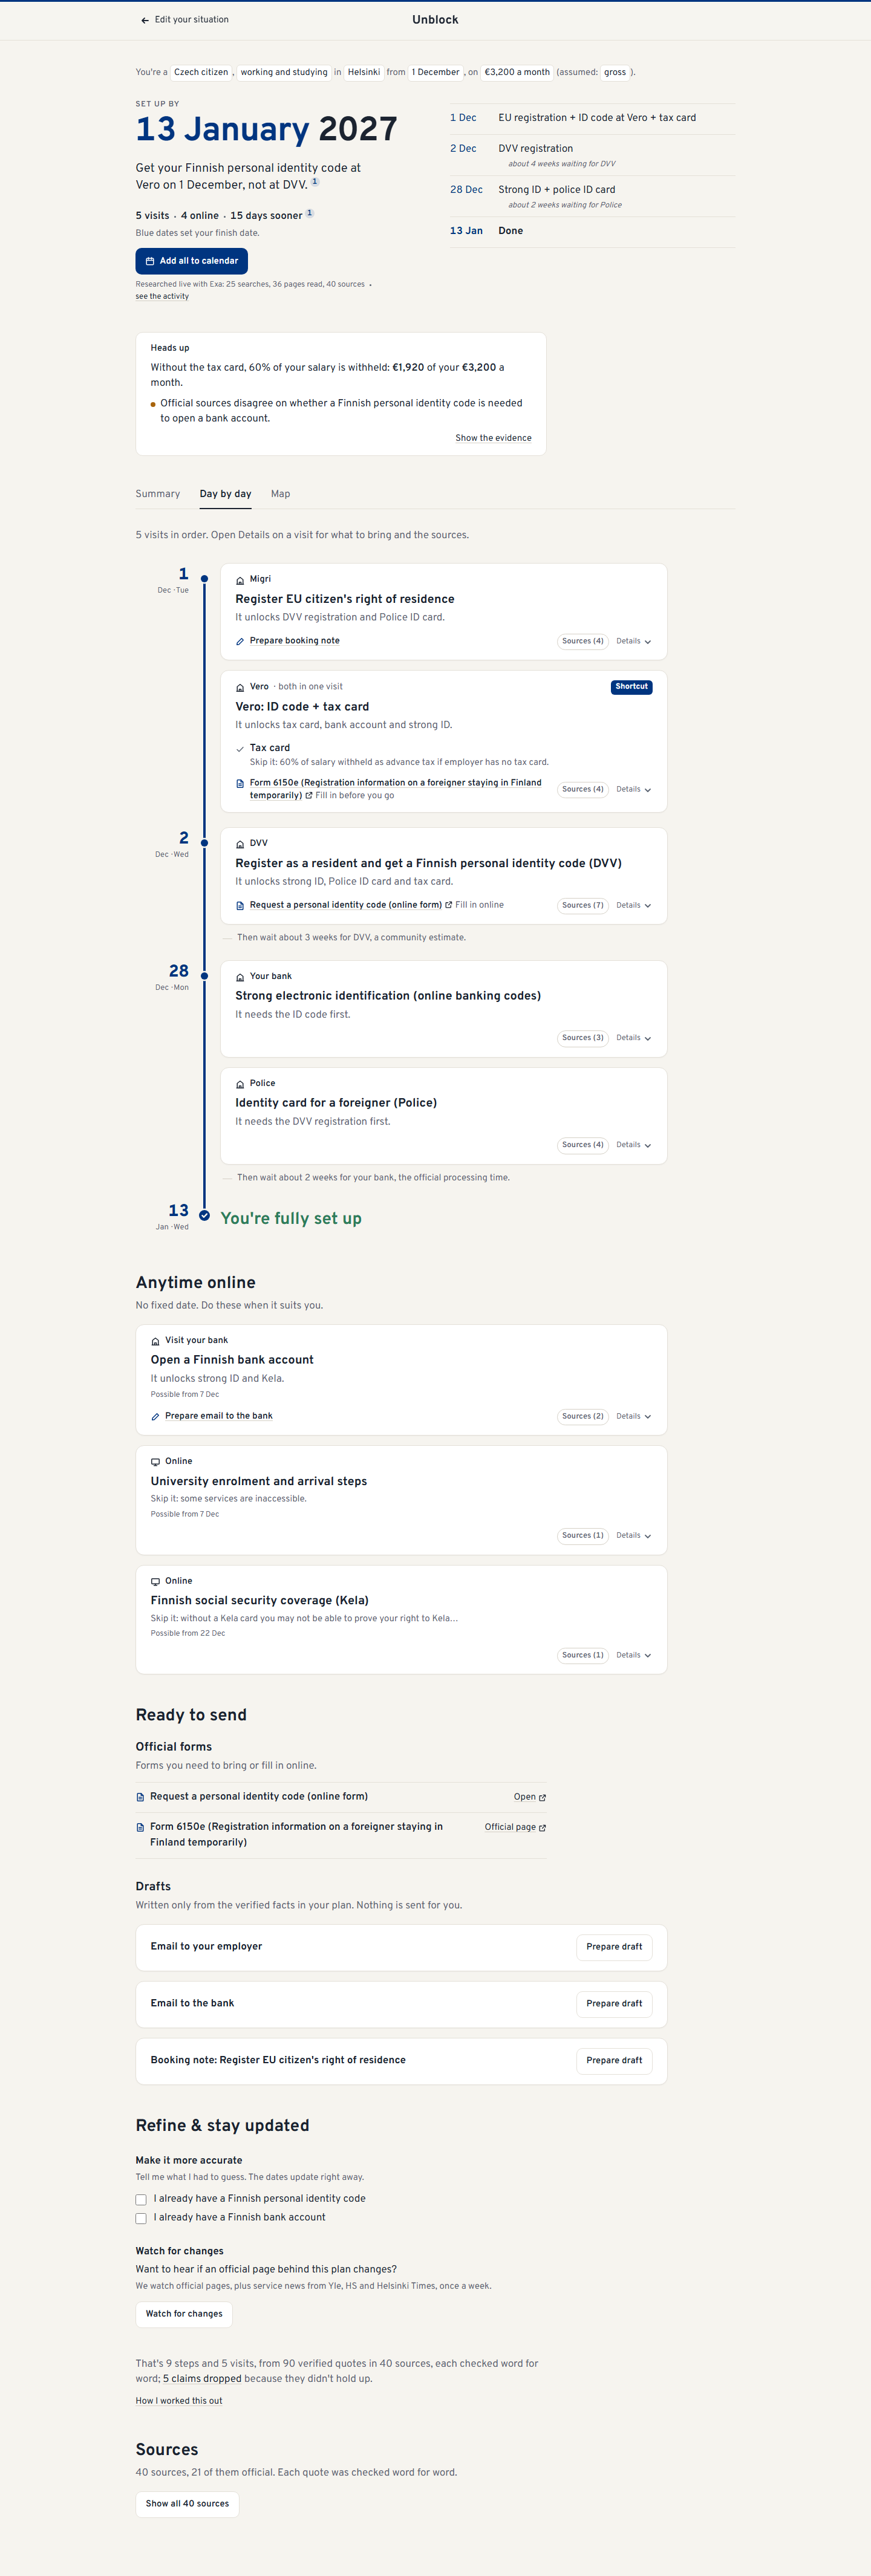 Edit your situation
Unblock
You're a Czech citizen, working and studying in Helsinki from 1 December, on €3,200 a month (assumed: gross).
SET UP BY
13 January 2027
Get your Finnish personal identity code at
Vero on 1 December, not at DVV. 1
5 visits · 4 online · 15 days sooner 1
Blue dates set your finish date.
Add all to calendar
Researched live with Exa: 25 searches, 36 pages read, 40 sources ·
see the activity
1 Dec EU registration + ID code at Vero + tax card
2 Dec DVV registration
about 4 weeks waiting for DVV
28 Dec Strong ID + police ID card
about 2 weeks waiting for Police
13 Jan Done
Heads up
Without the tax card, 60% of your salary is withheld: €1,920 of your €3,200 a
month.
Official sources disagree on whether a Finnish personal identity code is needed
to open a bank account.
Show the evidence
Summary Day by day Map
5 visits in order. Open Details on a visit for what to bring and the sources.
1
Dec · Tue
Migri
Register EU citizen's right of residence
It unlocks DVV registration and Police ID card.
Prepare booking note Sources (4) Details
Vero · both in one visit Shortcut
Vero: ID code + tax card
It unlocks tax card, bank account and strong ID.
Tax card
Skip it: 60% of salary withheld as advance tax if employer has no tax card.
Form 6150e (Registration information on a foreigner staying in Finland
temporarily) Fill in before you go Sources (4) Details
2
Dec · Wed
DVV
Register as a resident and get a Finnish personal identity code (DVV)
It unlocks strong ID, Police ID card and tax card.
Request a personal identity code (online form) Fill in online Sources (7) Details
Then wait about 3 weeks for DVV, a community estimate.
28
Dec · Mon
Your bank
Strong electronic identification (online banking codes)
It needs the ID code first.
Sources (3) Details
Police
Identity card for a foreigner (Police)
It needs the DVV registration first.
Sources (4) Details
Then wait about 2 weeks for your bank, the official processing time.
13
Jan · Wed
You're fully set up
Anytime online
No fixed date. Do these when it suits you.
Visit your bank
Open a Finnish bank account
It unlocks strong ID and Kela.
Possible from 7 Dec
Prepare email to the bank Sources (2) Details
Online
University enrolment and arrival steps
Skip it: some services are inaccessible.
Possible from 7 Dec
Sources (1) Details
Online
Finnish social security coverage (Kela)
Skip it: without a Kela card you may not be able to prove your right to Kela…
Possible from 22 Dec
Sources (1) Details
Ready to send
Official forms
Forms you need to bring or fill in online.
Request a personal identity code (online form) Open
Form 6150e (Registration information on a foreigner staying in
Finland temporarily) Official page
Drafts
Written only from the verified facts in your plan. Nothing is sent for you.
Email to your employer Prepare draft
Email to the bank Prepare draft
Booking note: Register EU citizen's right of residence Prepare draft
Refine & stay updated
Make it more accurate
Tell me what I had to guess. The dates update right away.
I already have a Finnish personal identity code
I already have a Finnish bank account
Watch for changes
Want to hear if an official page behind this plan changes?
We watch official pages, plus service news from Yle, HS and Helsinki Times, once a week.
Watch for changes
That's 9 steps and 5 visits, from 90 verified quotes in 40 sources, each checked word for
word; 5 claims dropped because they didn't hold up.
How I worked this out
Sources
40 sources, 21 of them official. Each quote was checked word for word.
Show all 40 sources